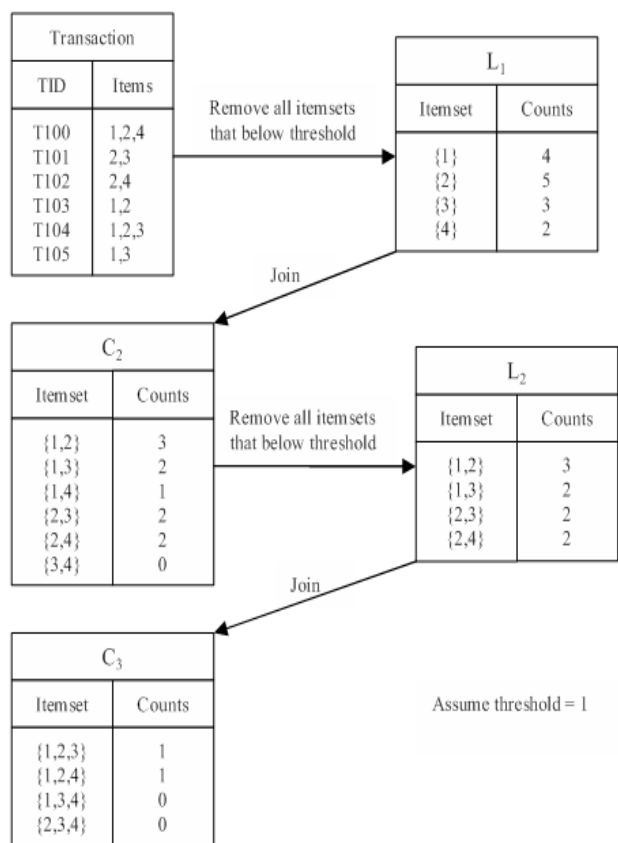 Transaction
TID Items
T100 1,2,4
T101 2,3
T102 2,4
T103 1,2
T104 1,2,3
T105 1,3
Remove all itemsets
that below threshold
L1
Itemset Counts
{1} 4
{2} 5
{3} 3
{4} 2
Join
C2
Itemset Counts
{1,2} 3
{1,3} 2
{1,4} 1
{2,3} 2
{2,4} 2
{3,4} 0
Remove all itemsets
that below threshold
L2
Itemset Counts
{1,2} 3
{1,3} 2
{2,3} 2
{2,4} 2
Join
C3
Itemset Counts
{1,2,3} 1
{1,2,4} 1
{1,3,4} 0
{2,3,4} 0
Assume threshold = 1